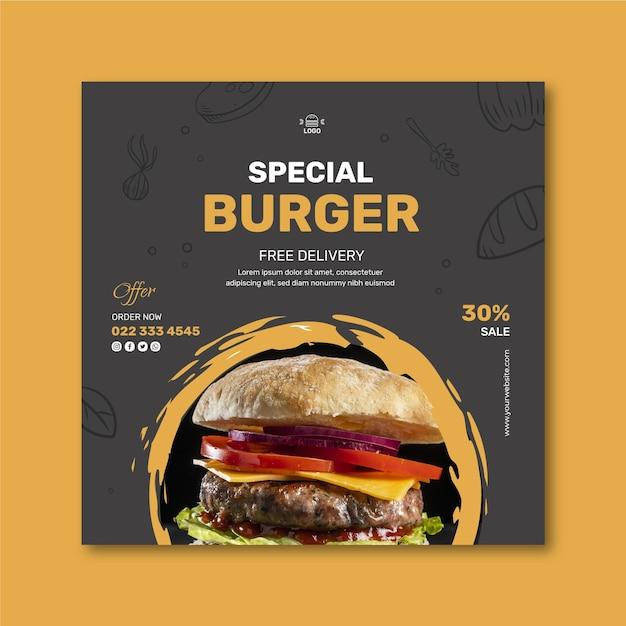 LOGO
SPECIAL
BURGER
FREE DELIVERY
Lorem ipsum dolor sit amet, consectetuer
adipiscing elit, sed diam nonummy nibh euismod
Offer
ORDER NOW
022 333 4545
30%
SALE
www.yourwebsite.com